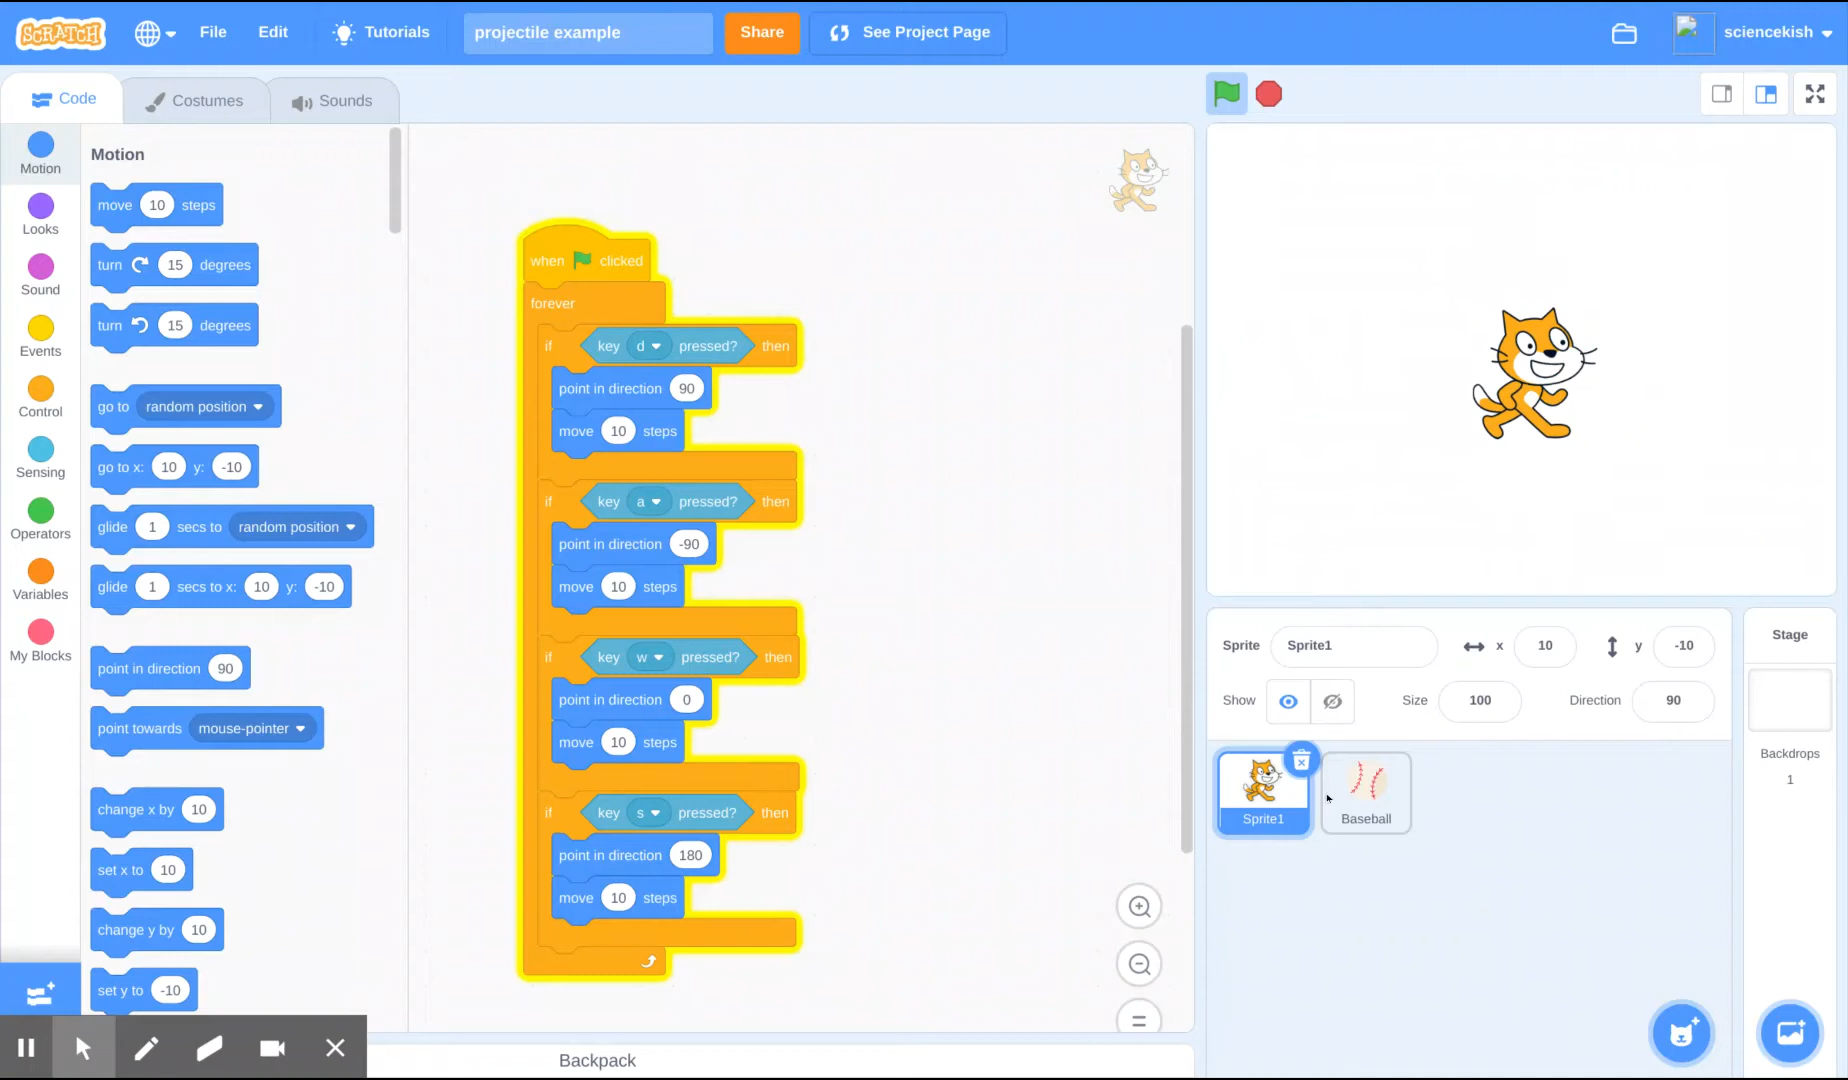 SCRATCH File Edit Tutorials projectile example Share See Project Page sciencekish
Code Costumes Sounds
Motion
Looks
Sound
Events
Control
Sensing
Operators
Variables
My Blocks
Motion
move 10 steps
turn 15 degrees
turn 15 degrees
go to random position
go to x: 10 y: -10
glide 1 secs to random position
glide 1 secs to x: 10 y: -10
point in direction 90
point towards mouse-pointer
change x by 10
set x to 10
change y by 10
set y to -10
when clicked
forever
if key d pressed? then
point in direction 90
move 10 steps
if key a pressed? then
point in direction -90
move 10 steps
if key w pressed? then
point in direction 0
move 10 steps
if key s pressed? then
point in direction 180
move 10 steps
Backpack
Sprite Sprite1 x 10 y -10
Show Size 100 Direction 90
Sprite1 Baseball
Stage
Backdrops
1